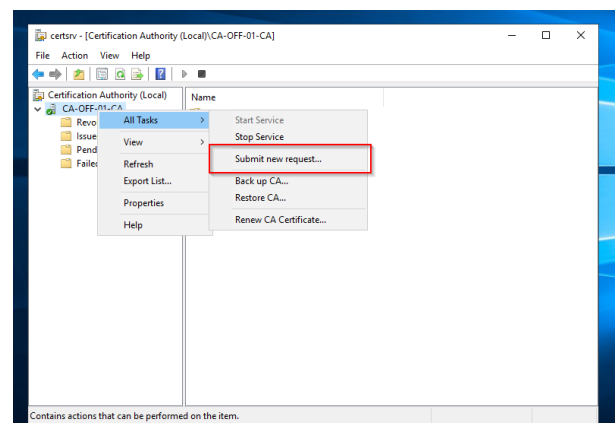 certsrv - [Certification Authority (Local)\CA-OFF-01-CA]
File Action View Help
Certification Authority (Local)
Name
CA-OFF-01-CA
Revo
Issue
Pend
Failed
All Tasks
View
Refresh
Export List...
Properties
Help
Start Service
Stop Service
Submit new request...
Back up CA...
Restore CA...
Renew CA Certificate...
Contains actions that can be performed on the item.